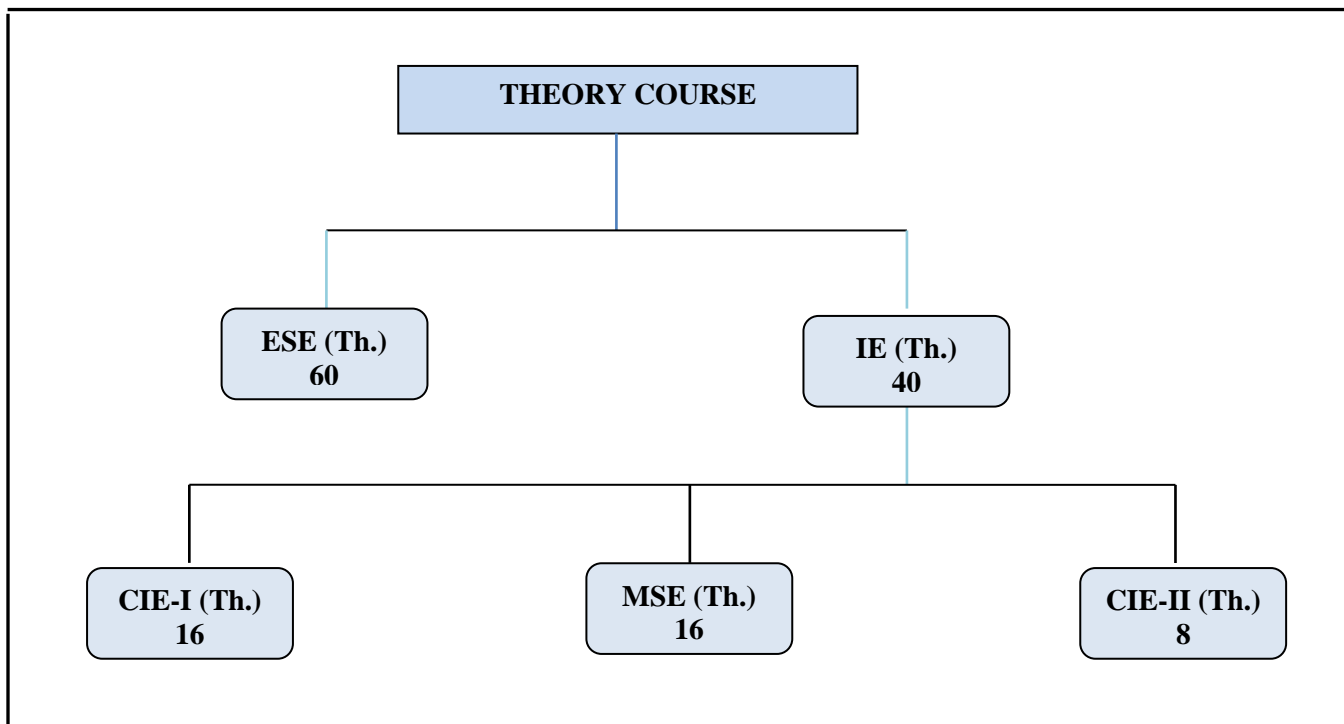 THEORY COURSE
ESE (Th.)
60
IE (Th.)
40
CIE-I (Th.)
16
MSE (Th.)
16
CIE-II (Th.)
8